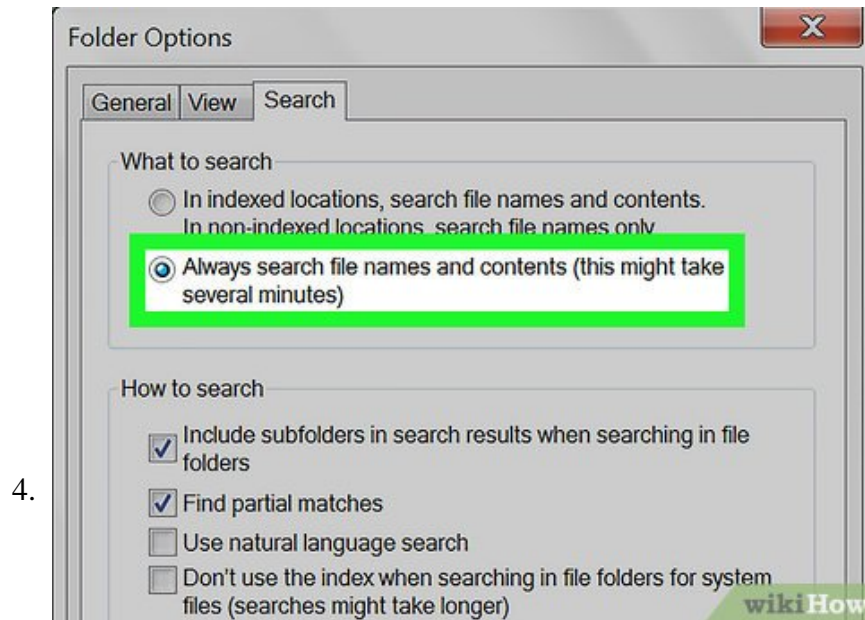 Folder Options
General View Search
What to search
In indexed locations, search file names and contents.
In non-indexed locations, search file names only
Always search file names and contents (this might take
several minutes)
How to search
Include subfolders in search results when searching in file
folders
4.
Find partial matches
Use natural language search
Don't use the index when searching in file folders for system
files (searches might take longer)
wikiHow